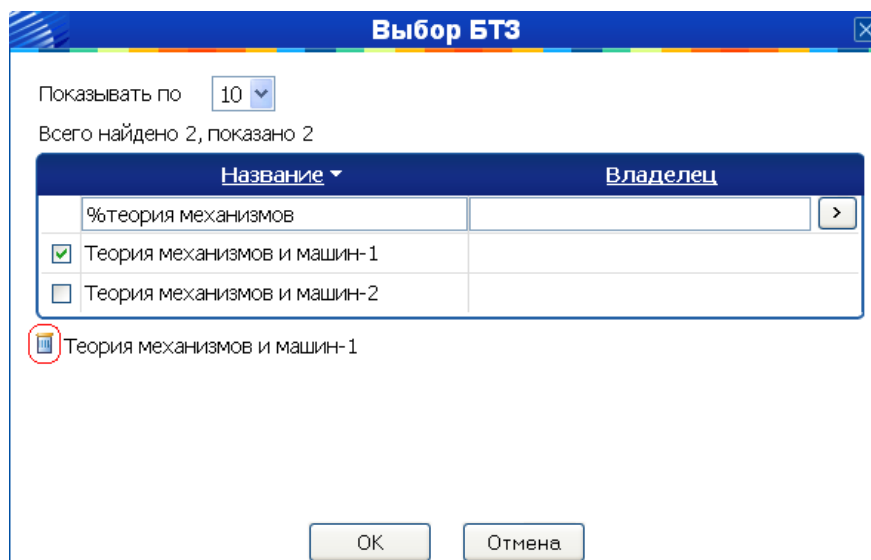 Выбор БТЗ
Показывать по 10
Всего найдено 2, показано 2
Название Владелец
%теория механизмов >
Теория механизмов и машин-1
Теория механизмов и машин-2
Теория механизмов и машин-1
ОК Отмена